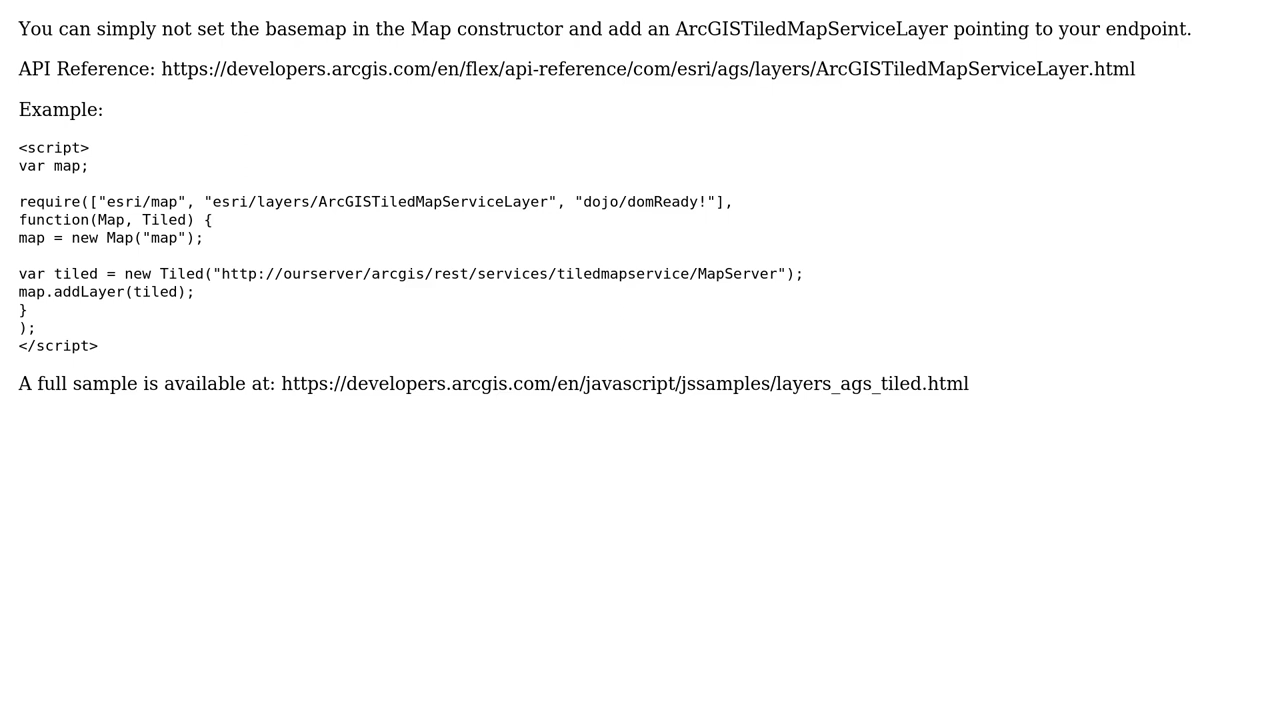 You can simply not set the basemap in the Map constructor and add an ArcGISTiledMapServiceLayer pointing to your endpoint.
API Reference: https://developers.arcgis.com/en/flex/api-reference/com/esri/ags/layers/ArcGISTiledMapServiceLayer.html
Example:
<script>
var map;
require(["esri/map", "esri/layers/ArcGISTiledMapServiceLayer", "dojo/domReady!"],
function(Map, Tiled) {
map = new Map("map");
var tiled = new Tiled("http://ourserver/arcgis/rest/services/tiledmapservice/MapServer");
map.addLayer(tiled);
}
);
</script>
A full sample is available at: https://developers.arcgis.com/en/javascript/jssamples/layers_ags_tiled.html